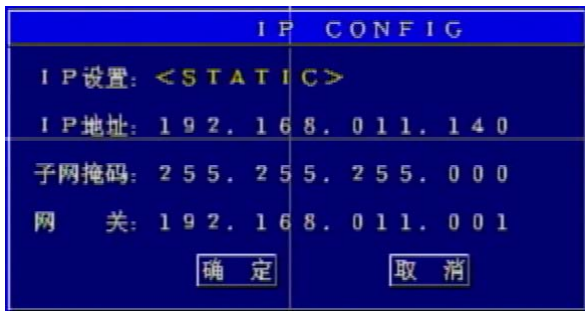 IP CONFIG
IP设置: <STATIC>
IP地址: 192.168.011.140
子网掩码: 255.255.255.000
网 关: 192.168.011.001
确 定 取 消